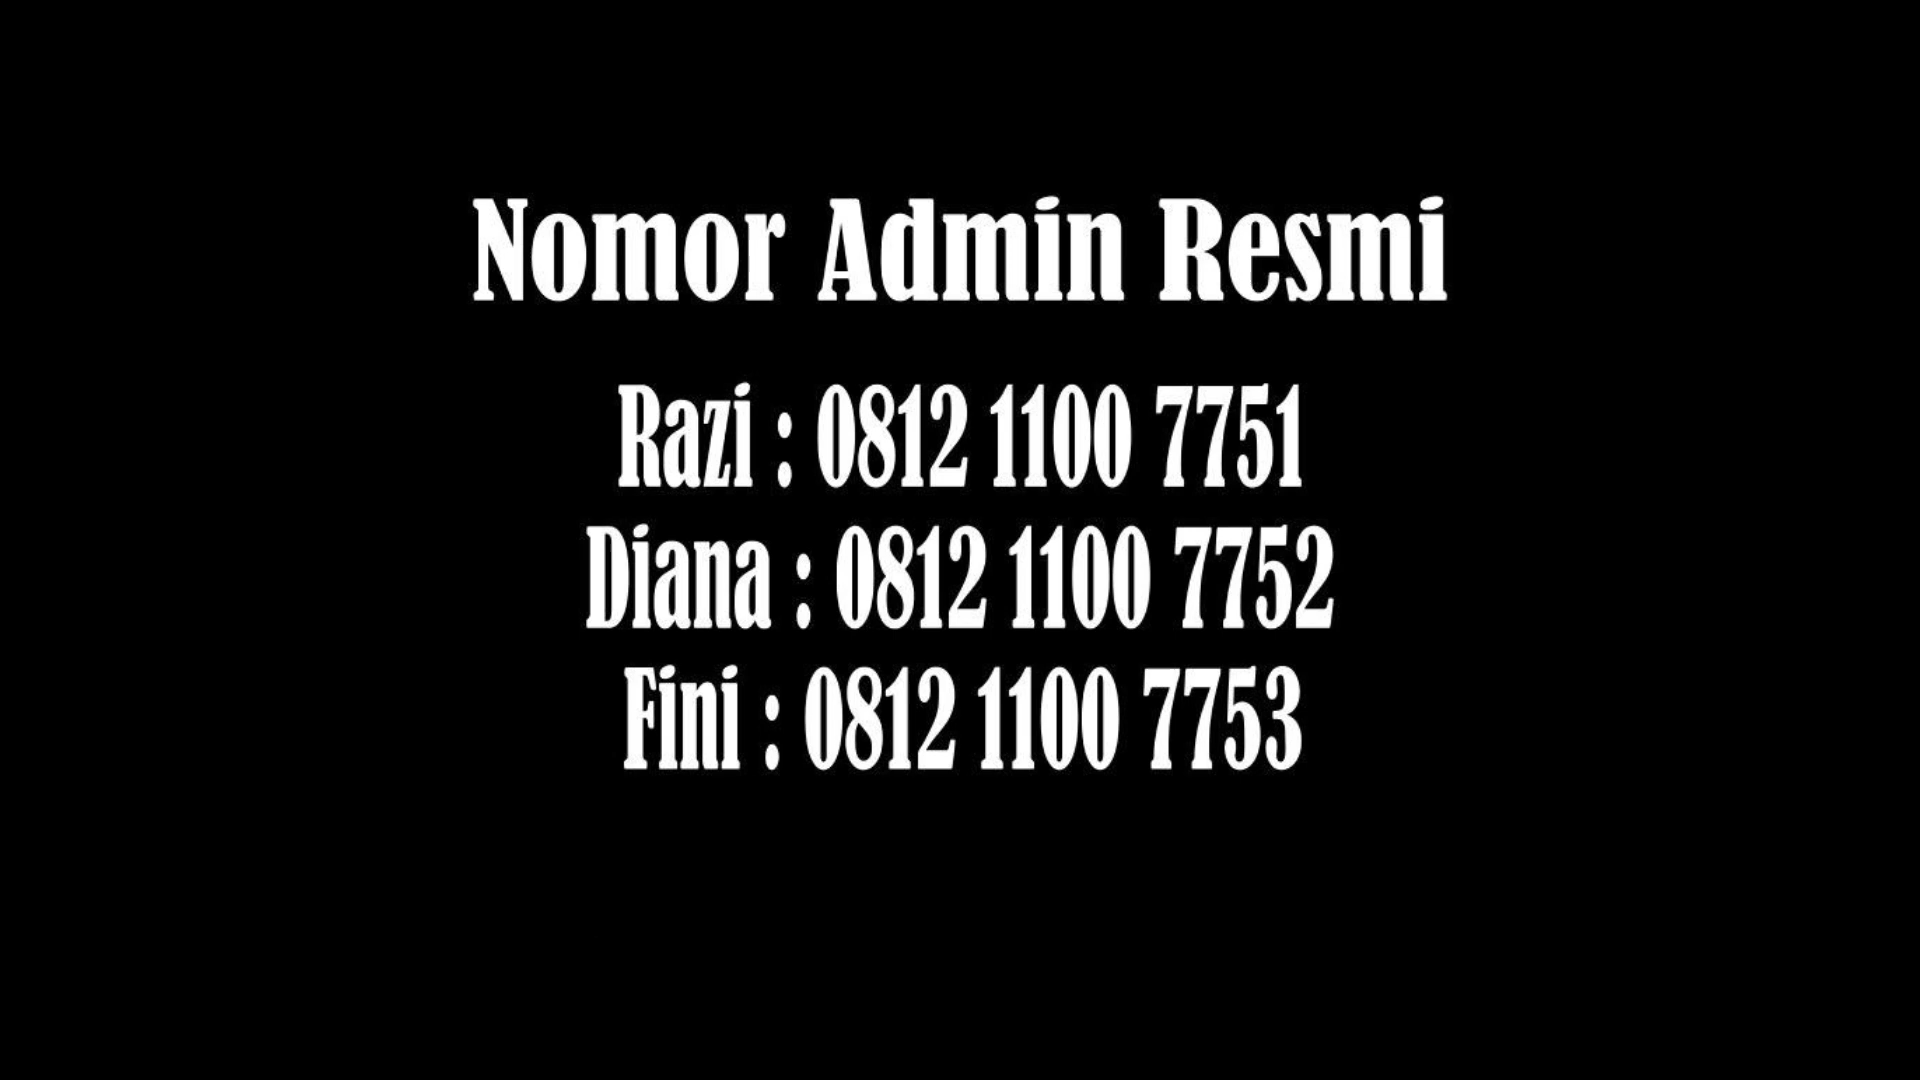 Nomor Admin Resmi
Razi : 0812 1100 7751
Diana : 0812 1100 7752
Fini : 0812 1100 7753